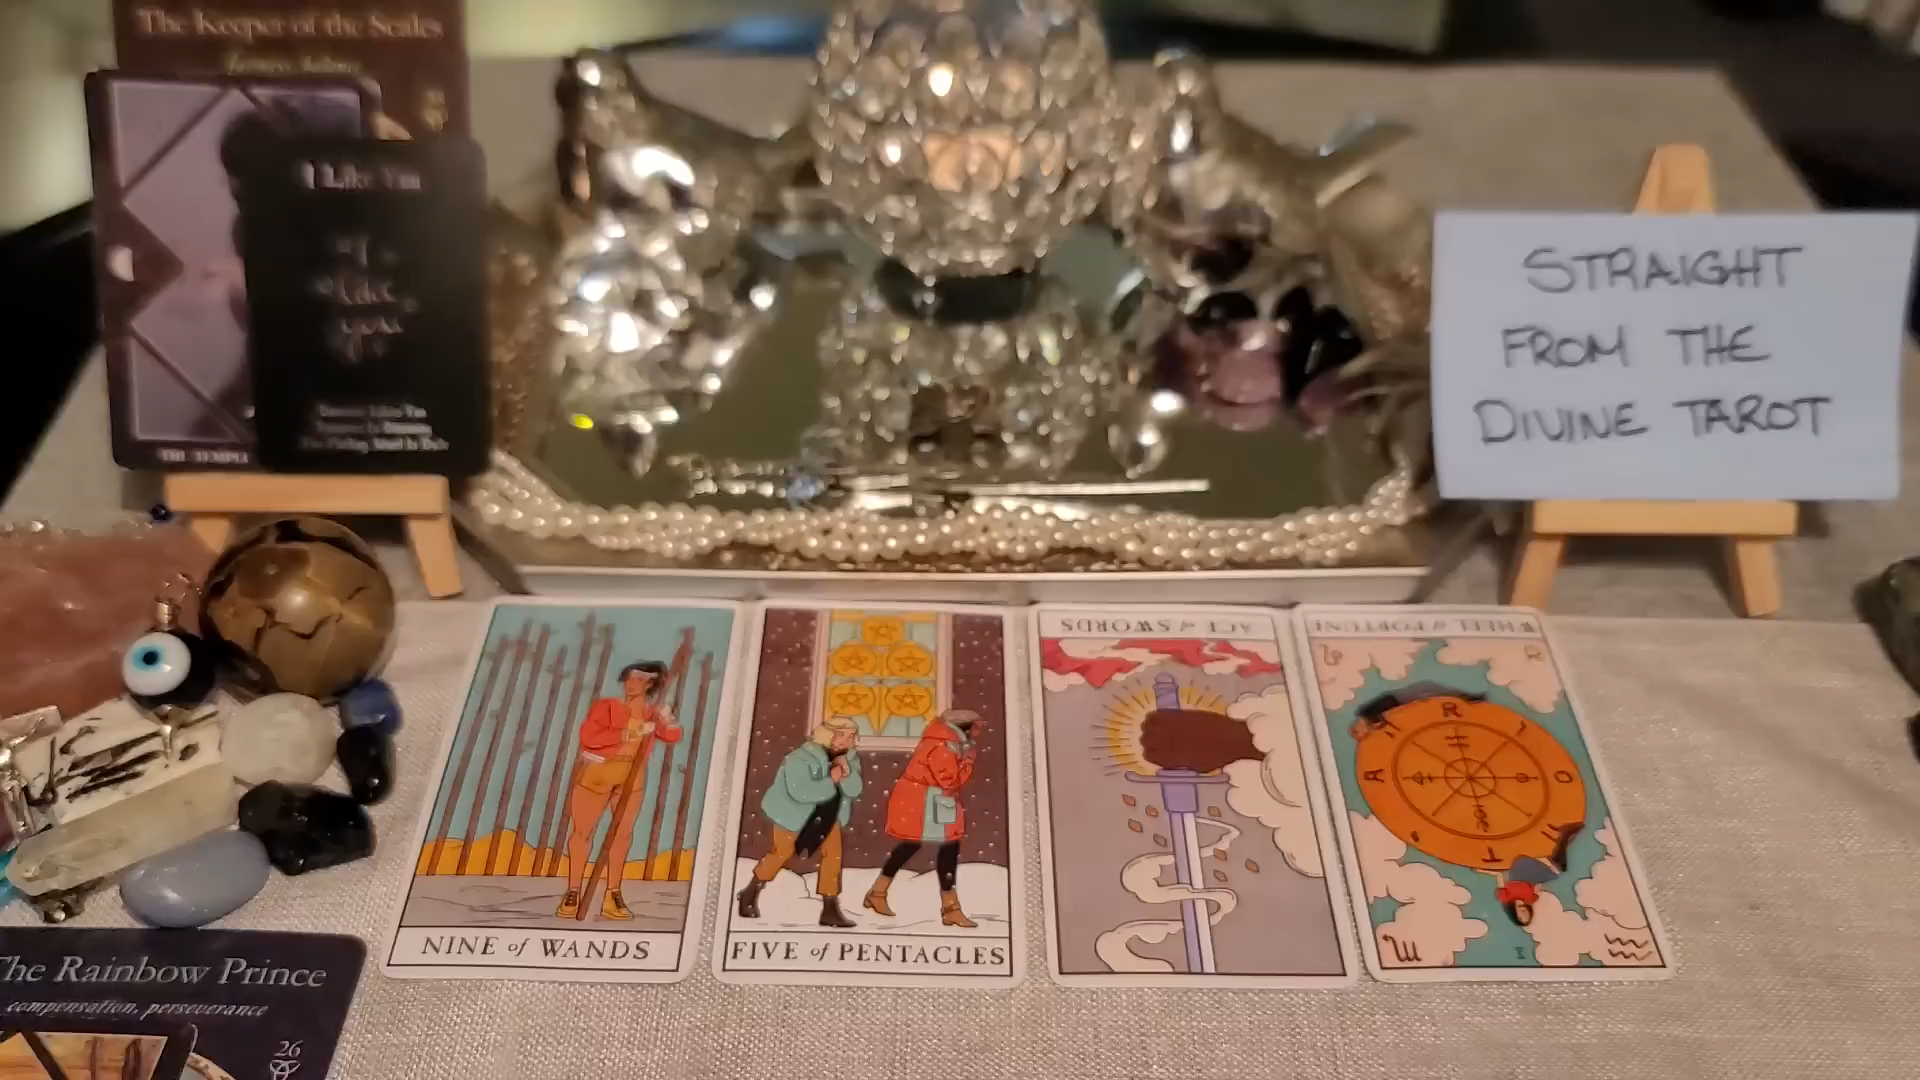 The Keeper of the Scales
I Like You
THE TEMPLE
STRAIGHT
FROM THE
DIVINE TAROT
ACE of SWORDS
WHEEL of FORTUNE
R
R
O
T
A
X
NINE of WANDS
FIVE of PENTACLES
The Rainbow Prince
compensation, perseverance
26